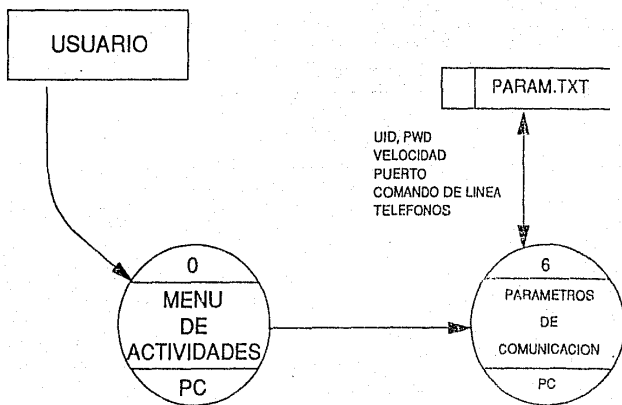 USUARIO
PARAM.TXT
UID, PWD
VELOCIDAD
PUERTO
COMANDO DE LINEA
TELEFONOS
0
MENU
DE
ACTIVIDADES
PC
6
PARAMETROS
DE
COMUNICACION
PC